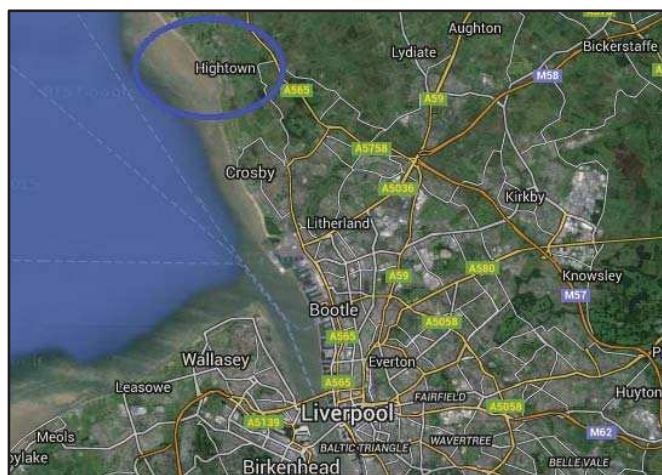 Aughton
Lydiate
Bickerstaffe
Hightown
M58
A565
A59
A5758
Crosby
A5036
Kirkby
Litherland
A59
A580
Knowsley
M57
Bootle
A5058
A565
Wallasey
Everton
Leasowe
A565
FAIRFIELD
Huyton
A5139
Liverpool
A5058
M62
Meols
BALTIC TRIANGLE
WAVERTREE
oylake
Birkenhead
BELLE VALE